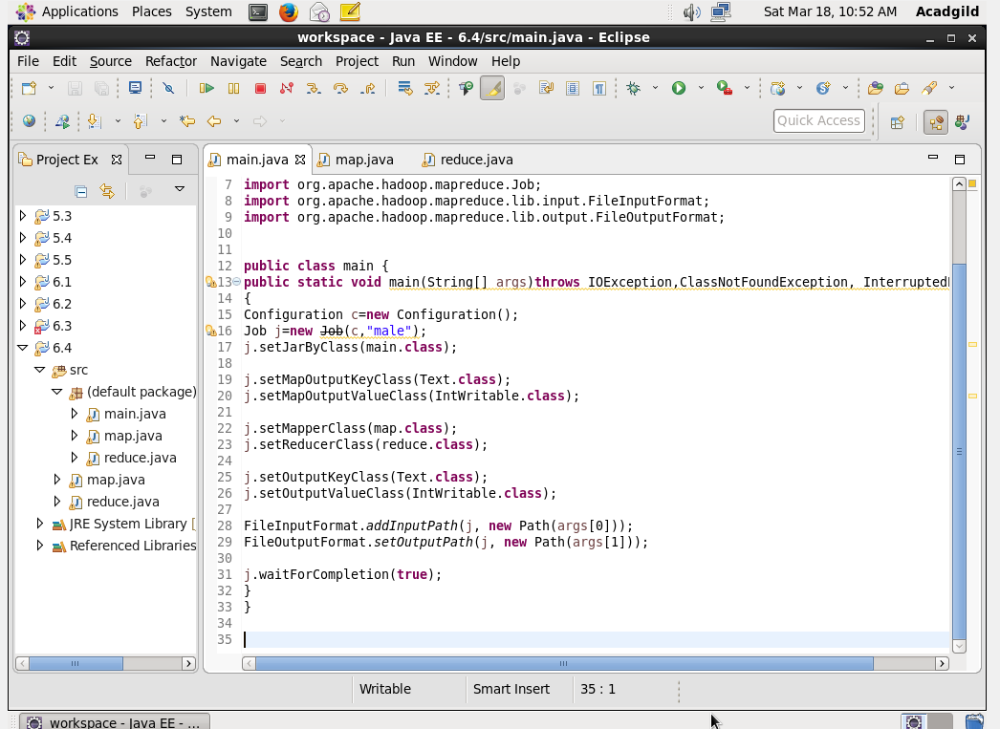 Applications Places System Sat Mar 18, 10:52 AM Acadgild
workspace - Java EE - 6.4/src/main.java - Eclipse
File Edit Source Refactor Navigate Search Project Run Window Help
Quick Access
Project Ex
5.3
5.4
5.5
6.1
6.2
6.3
6.4
src
(default package)
main.java
map.java
reduce.java
map.java
reduce.java
JRE System Library [
Referenced Libraries
main.java map.java reduce.java
7 import org.apache.hadoop.mapreduce.Job;
8 import org.apache.hadoop.mapreduce.lib.input.FileInputFormat;
9 import org.apache.hadoop.mapreduce.lib.output.FileOutputFormat;
10
11
12 public class main {
13 public static void main(String[] args)throws IOException,ClassNotFoundException, Interrupted
14 {
15 Configuration c=new Configuration();
16 Job j=new Job(c,"male");
17 j.setJarByClass(main.class);
18
19 j.setMapOutputKeyClass(Text.class);
20 j.setMapOutputValueClass(IntWritable.class);
21
22 j.setMapperClass(map.class);
23 j.setReducerClass(reduce.class);
24
25 j.setOutputKeyClass(Text.class);
26 j.setOutputValueClass(IntWritable.class);
27
28 FileInputFormat.addInputPath(j, new Path(args[0]));
29 FileOutputFormat.setOutputPath(j, new Path(args[1]));
30
31 j.waitForCompletion(true);
32 }
33 }
34
35
Writable Smart Insert 35 : 1
workspace - Java EE - ...